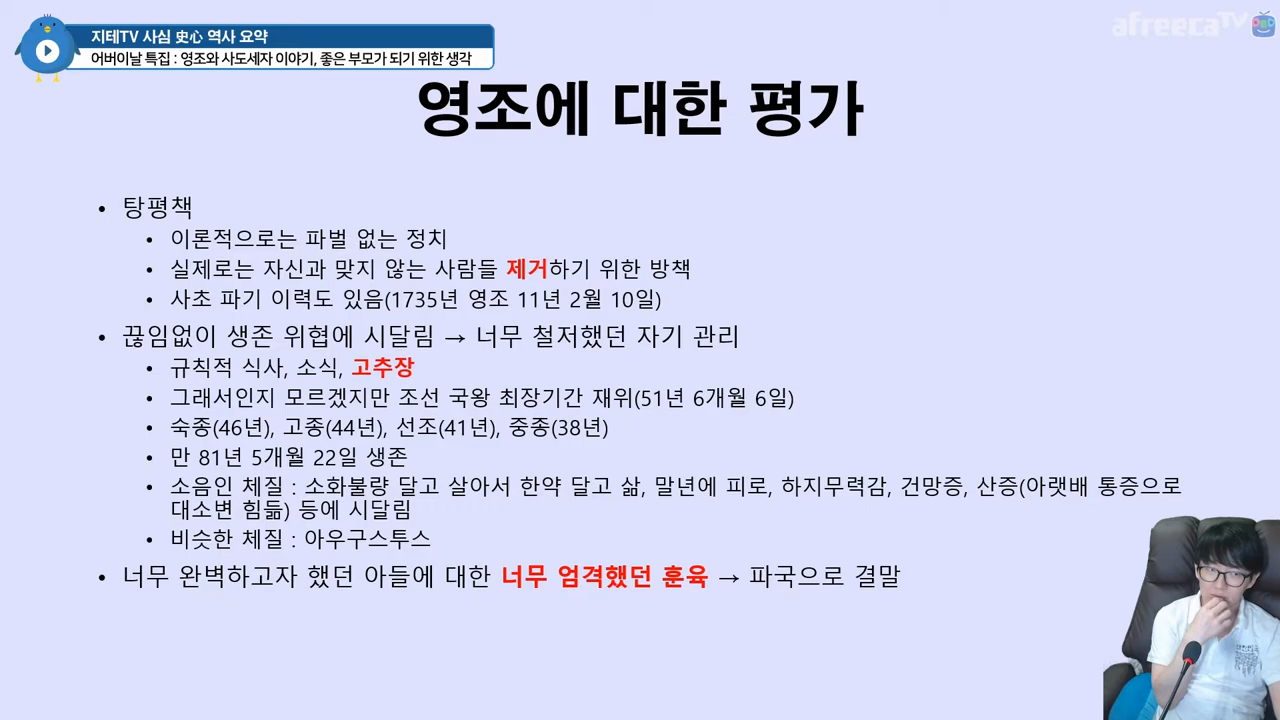 지테TV 사심 史心 역사 요약
어버이날 특집 : 영조와 사도세자 이야기, 좋은 부모가 되기 위한 생각
afreecaTV
영조에 대한 평가
• 탕평책
• 이론적으로는 파벌 없는 정치
• 실제로는 자신과 맞지 않는 사람들 제거하기 위한 방책
• 사초 파기 이력도 있음(1735년 영조 11년 2월 10일)
• 끊임없이 생존 위협에 시달림 → 너무 철저했던 자기 관리
• 규칙적 식사, 소식, 고추장
• 그래서인지 모르겠지만 조선 국왕 최장기간 재위(51년 6개월 6일)
• 숙종(46년), 고종(44년), 선조(41년), 중종(38년)
• 만 81년 5개월 22일 생존
• 소음인 체질 : 소화불량 달고 살아서 한약 달고 삶, 말년에 피로, 하지무력감, 건망증, 산증(아랫배 통증으로
대소변 힘듦) 등에 시달림
• 비슷한 체질 : 아우구스투스
• 너무 완벽하고자 했던 아들에 대한 너무 엄격했던 훈육 → 파국으로 결말